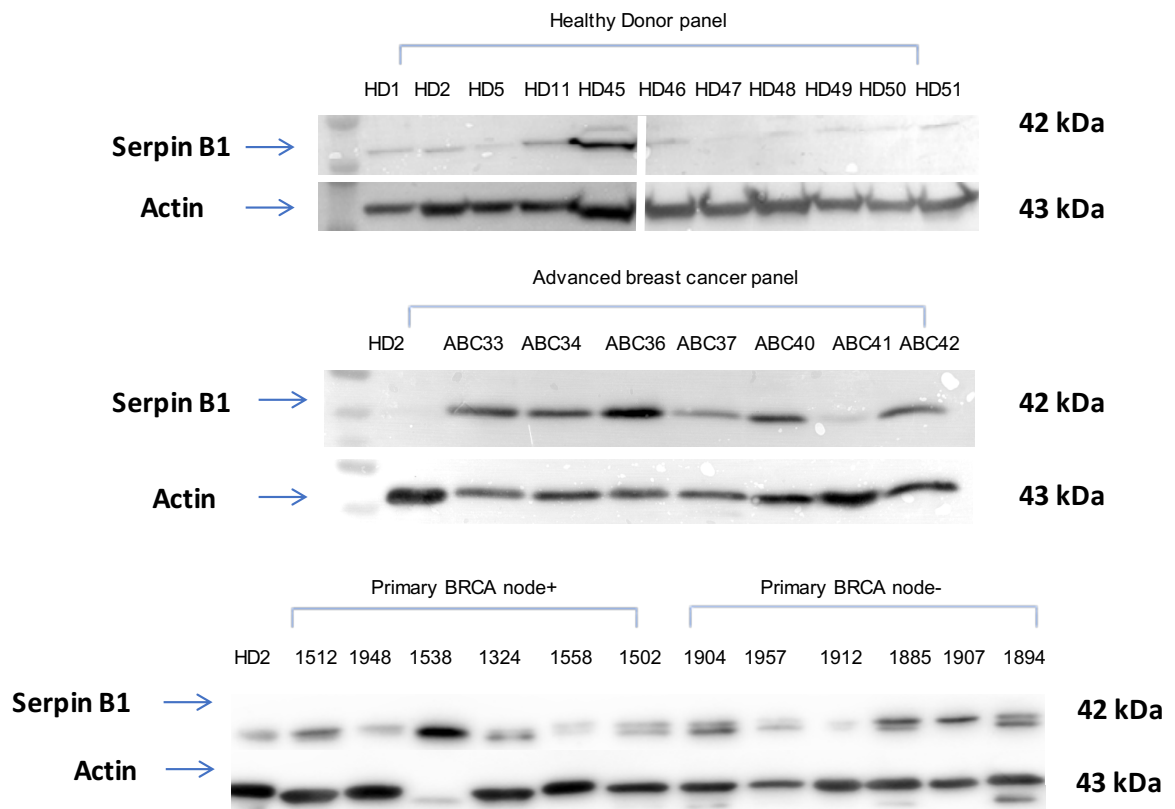 Healthy Donor panel
HD1 HD2 HD5 HD11 HD45 HD46 HD47 HD48 HD49 HD50 HD51
Serpin B1 42 kDa
Actin 43 kDa
Advanced breast cancer panel
HD2 ABC33 ABC34 ABC36 ABC37 ABC40 ABC41 ABC42
Serpin B1 42 kDa
Actin 43 kDa
Primary BRCA node+ Primary BRCA node-
HD2 1512 1948 1538 1324 1558 1502 1904 1957 1912 1885 1907 1894
Serpin B1 42 kDa
Actin 43 kDa